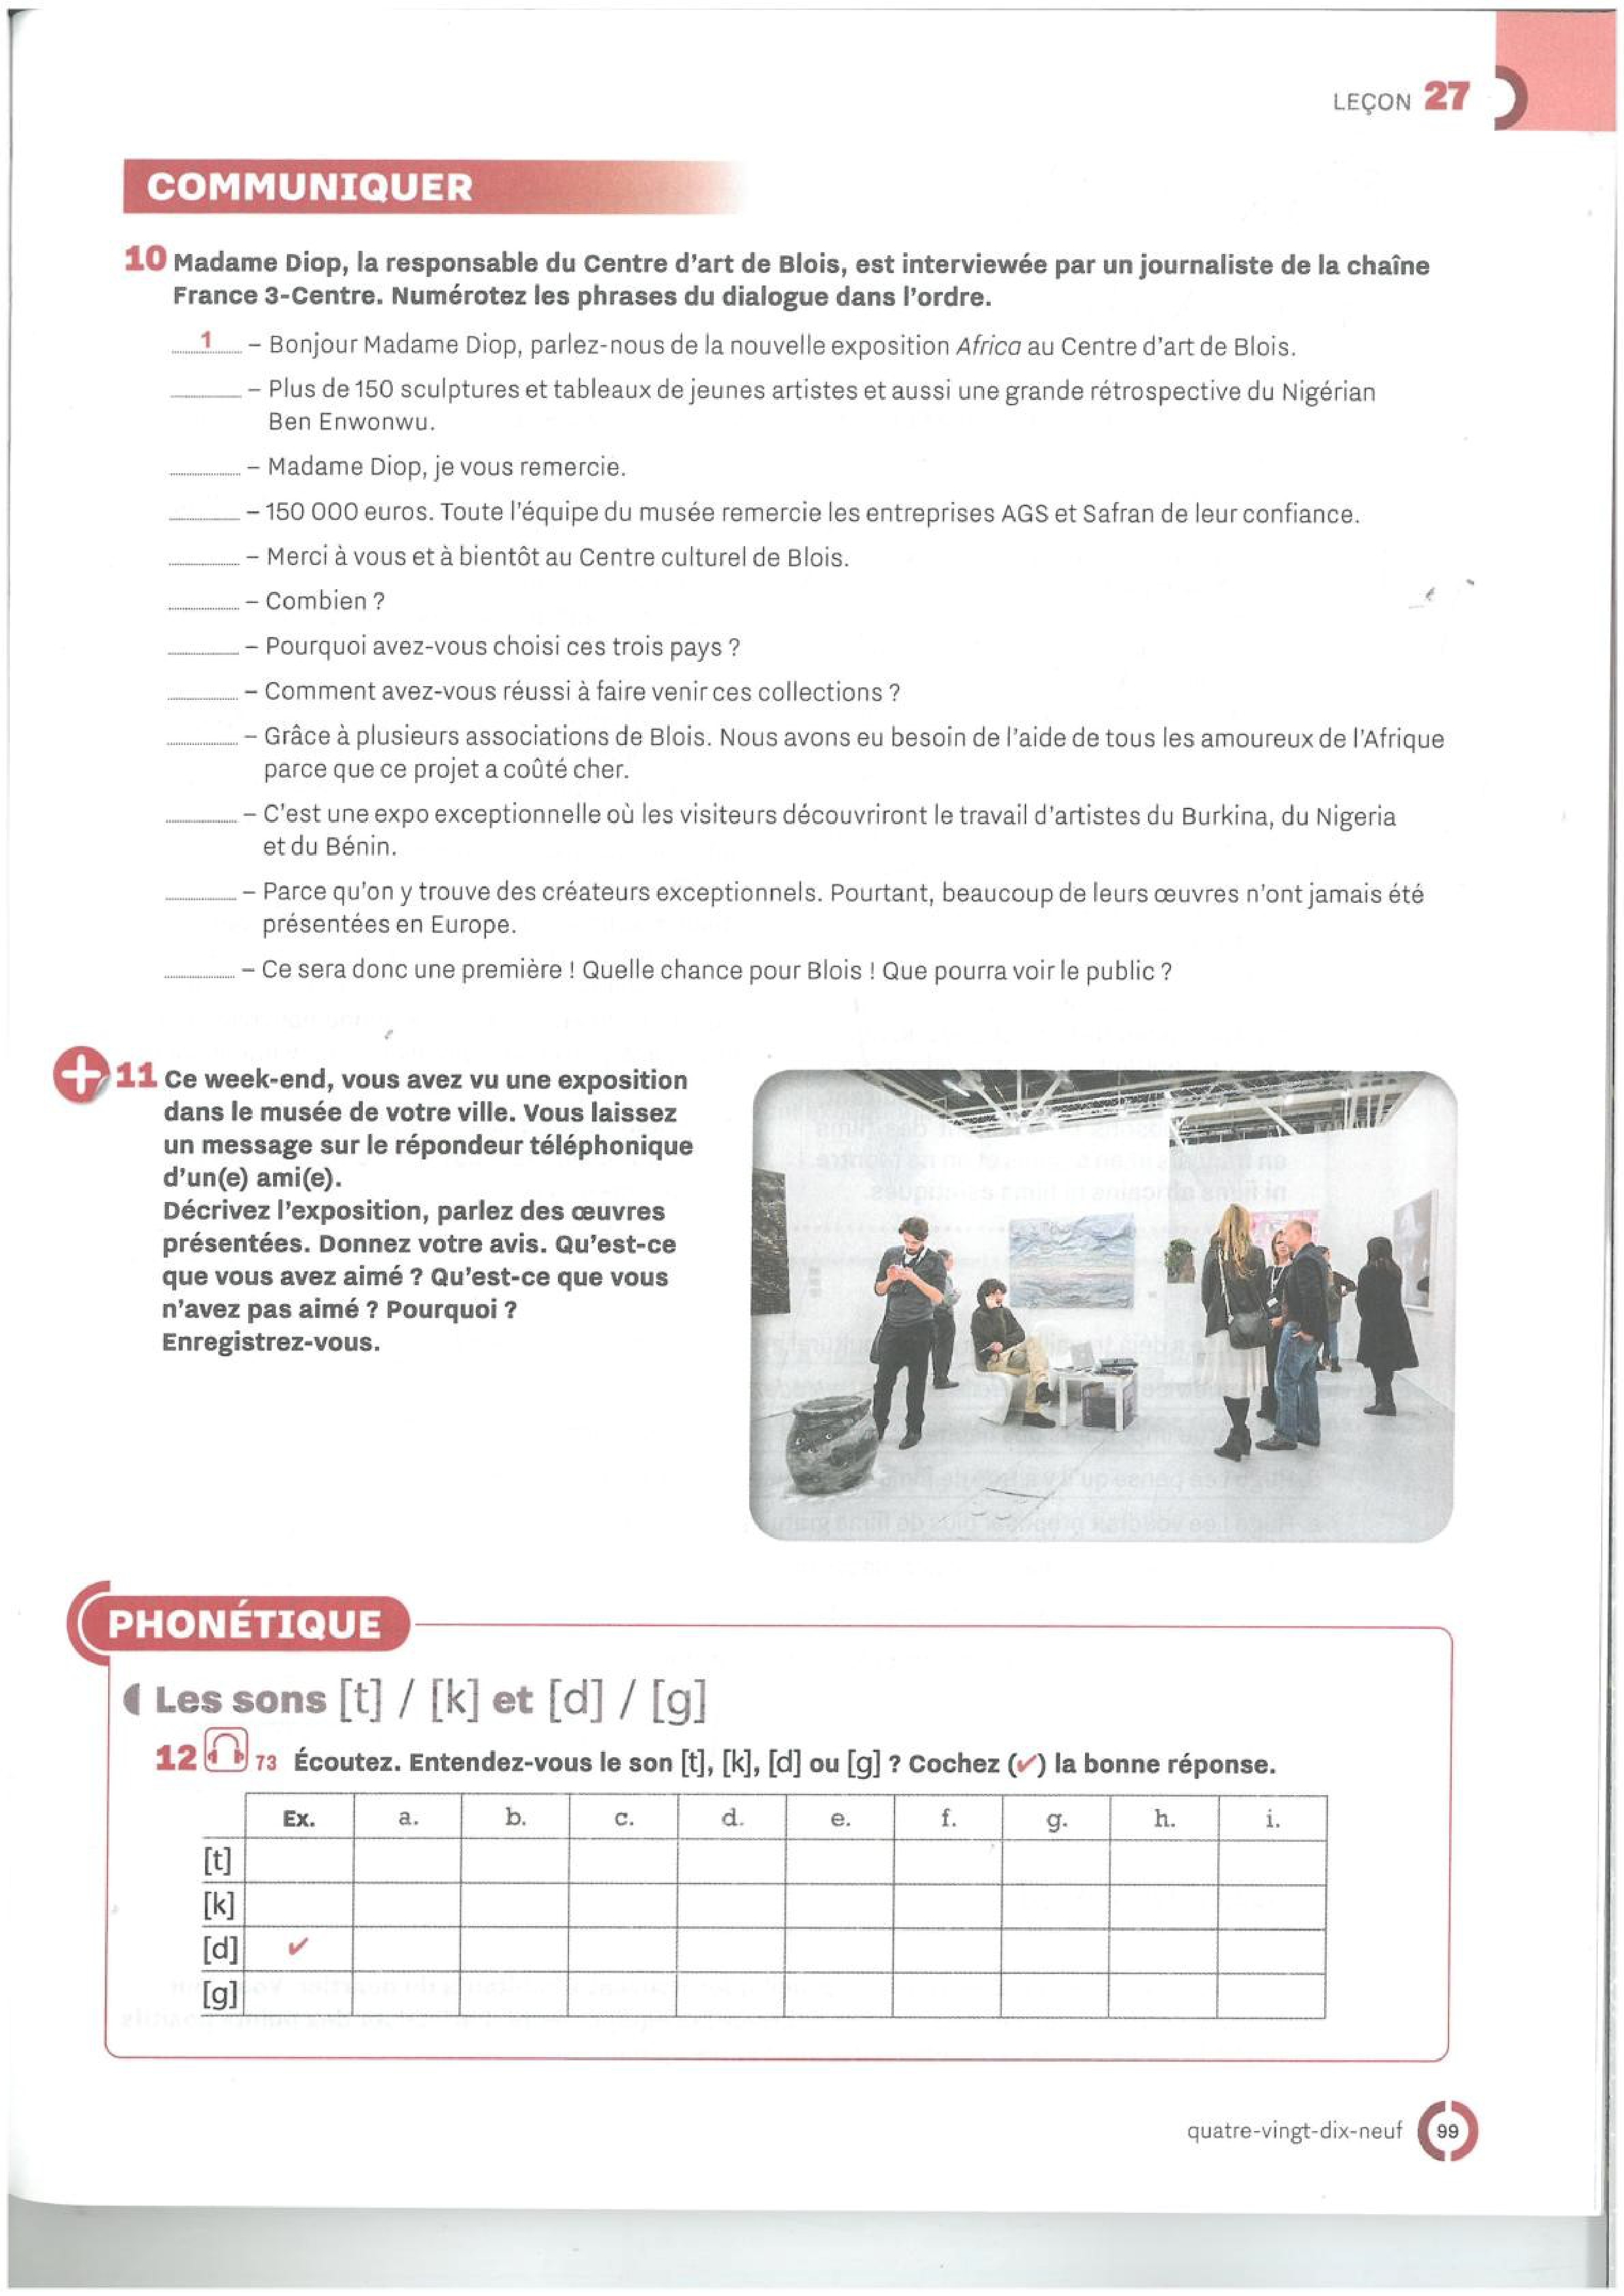 LEÇON 27
COMMUNIQUER
10 Madame Diop, la responsable du Centre d'art de Blois, est interviewée par un journaliste de la chaîne
France 3-Centre. Numérotez les phrases du dialogue dans l'ordre.
1 – Bonjour Madame Diop, parlez-nous de la nouvelle exposition Africa au Centre d'art de Blois.
– Plus de 150 sculptures et tableaux de jeunes artistes et aussi une grande rétrospective du Nigérian
Ben Enwonwu.
– Madame Diop, je vous remercie.
– 150 000 euros. Toute l'équipe du musée remercie les entreprises AGS et Safran de leur confiance.
– Merci à vous et à bientôt au Centre culturel de Blois.
– Combien ?
– Pourquoi avez-vous choisi ces trois pays ?
– Comment avez-vous réussi à faire venir ces collections ?
– Grâce à plusieurs associations de Blois. Nous avons eu besoin de l'aide de tous les amoureux de l'Afrique
parce que ce projet a coûté cher.
– C'est une expo exceptionnelle où les visiteurs découvriront le travail d'artistes du Burkina, du Nigeria
et du Bénin.
– Parce qu'on y trouve des créateurs exceptionnels. Pourtant, beaucoup de leurs œuvres n'ont jamais été
présentées en Europe.
– Ce sera donc une première ! Quelle chance pour Blois ! Que pourra voir le public ?
+ 11 Ce week-end, vous avez vu une exposition
dans le musée de votre ville. Vous laissez
un message sur le répondeur téléphonique
d'un(e) ami(e).
Décrivez l'exposition, parlez des œuvres
présentées. Donnez votre avis. Qu'est-ce
que vous avez aimé ? Qu'est-ce que vous
n'avez pas aimé ? Pourquoi ?
Enregistrez-vous.
PHONÉTIQUE
Les sons [t] / [k] et [d] / [g]
12 73 Écoutez. Entendez-vous le son [t], [k], [d] ou [g] ? Cochez (✔) la bonne réponse.
Ex. a. b. c. d. e. f. g. h. i.
[t]
[k]
[d] ✔
[g]
quatre-vingt-dix-neuf 99